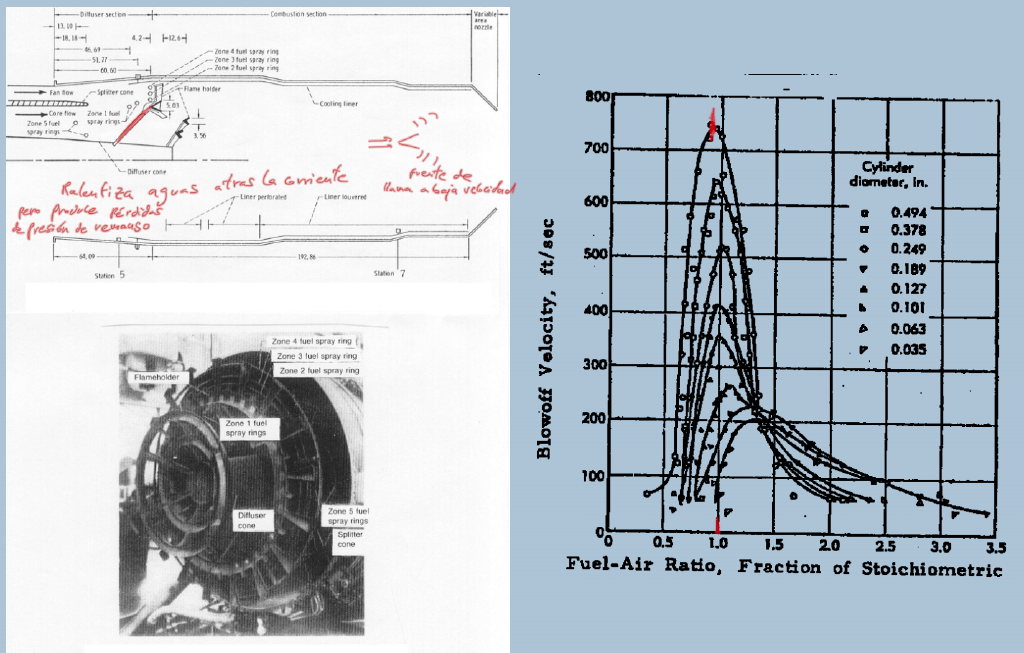 Diffuser section
Combustion section
Variable
area
nozzle
13,10
18,18
4,2
12,6
46,69
51,77
60,60
Zone 4 fuel spray ring
Zone 3 fuel spray ring
Zone 2 fuel spray ring
Flame holder
Fan flow
Splitter cone
Core flow
Zone 1 fuel
spray rings
Zone 5 fuel
spray rings
5,03
3,56
Cooling liner
Diffuser cone
Ralentiza aguas atras la corriente
pero produce pérdidas
de presión de remanso
frente de
llama a baja velocidad
Liner perforated
Liner louvered
64,09
192,86
Station 5
Station 7
Zone 4 fuel spray ring
Zone 3 fuel spray ring
Zone 2 fuel spray ring
Flameholder
Zone 1 fuel
spray rings
Diffuser
cone
Zone 5 fuel
spray rings
Splitter
cone
Blowoff Velocity, ft/sec
800
700
600
500
400
300
200
100
0
Cylinder
diameter, in.
0.494
0.378
0.249
0.189
0.127
0.101
0.063
0.035
0 0.5 1.0 1.5 2.0 2.5 3.0 3.5
Fuel-Air Ratio, Fraction of Stoichiometric